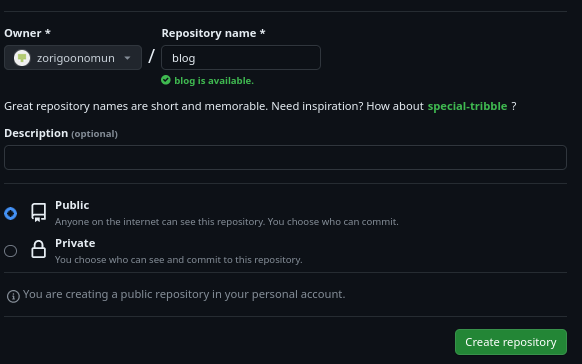 Owner * Repository name *
zorigoonomun / blog
blog is available.
Great repository names are short and memorable. Need inspiration? How about special-tribble ?
Description (optional)
Public
Anyone on the internet can see this repository. You choose who can commit.
Private
You choose who can see and commit to this repository.
You are creating a public repository in your personal account.
Create repository